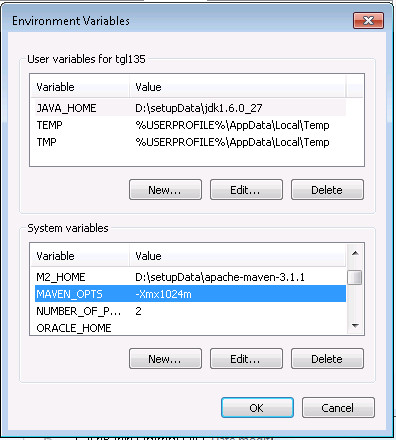 Environment Variables
User variables for tgl135
Variable Value
JAVA_HOME D:\setupData\jdk1.6.0_27
TEMP %USERPROFILE%\AppData\Local\Temp
TMP %USERPROFILE%\AppData\Local\Temp
New... Edit... Delete
System variables
Variable Value
M2_HOME D:\setupData\apache-maven-3.1.1
MAVEN_OPTS -Xmx1024m
NUMBER_OF_P... 2
ORACLE_HOME
New... Edit... Delete
OK Cancel